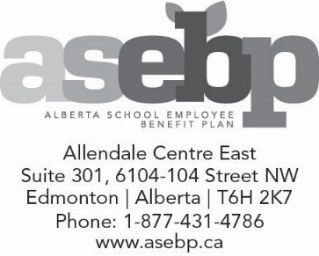 asebp
ALBERTA SCHOOL EMPLOYEE
BENEFIT PLAN
Allendale Centre East
Suite 301, 6104-104 Street NW
Edmonton | Alberta | T6H 2K7
Phone: 1-877-431-4786
www.asebp.ca